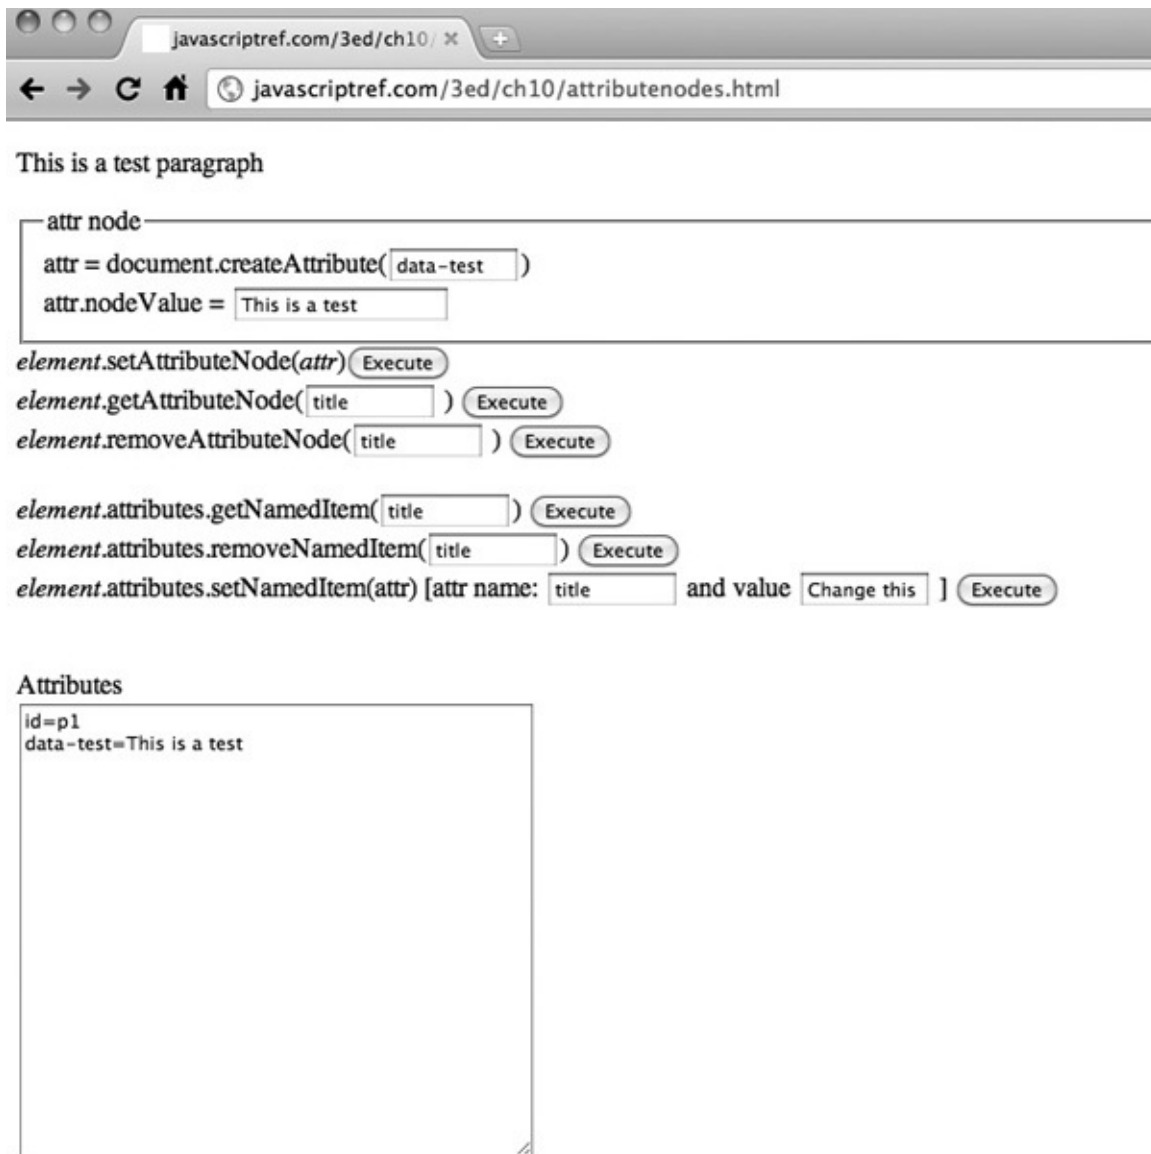 javascriptref.com/3ed/ch10/
javascriptref.com/3ed/ch10/attributenodes.html
This is a test paragraph
attr node
attr = document.createAttribute( data-test )
attr.nodeValue = This is a test
element.setAttributeNode(attr) Execute
element.getAttributeNode( title ) Execute
element.removeAttributeNode( title ) Execute
element.attributes.getNamedItem( title ) Execute
element.attributes.removeNamedItem( title ) Execute
element.attributes.setNamedItem(attr) [attr name: title and value Change this ] Execute
Attributes
id=p1
data-test=This is a test